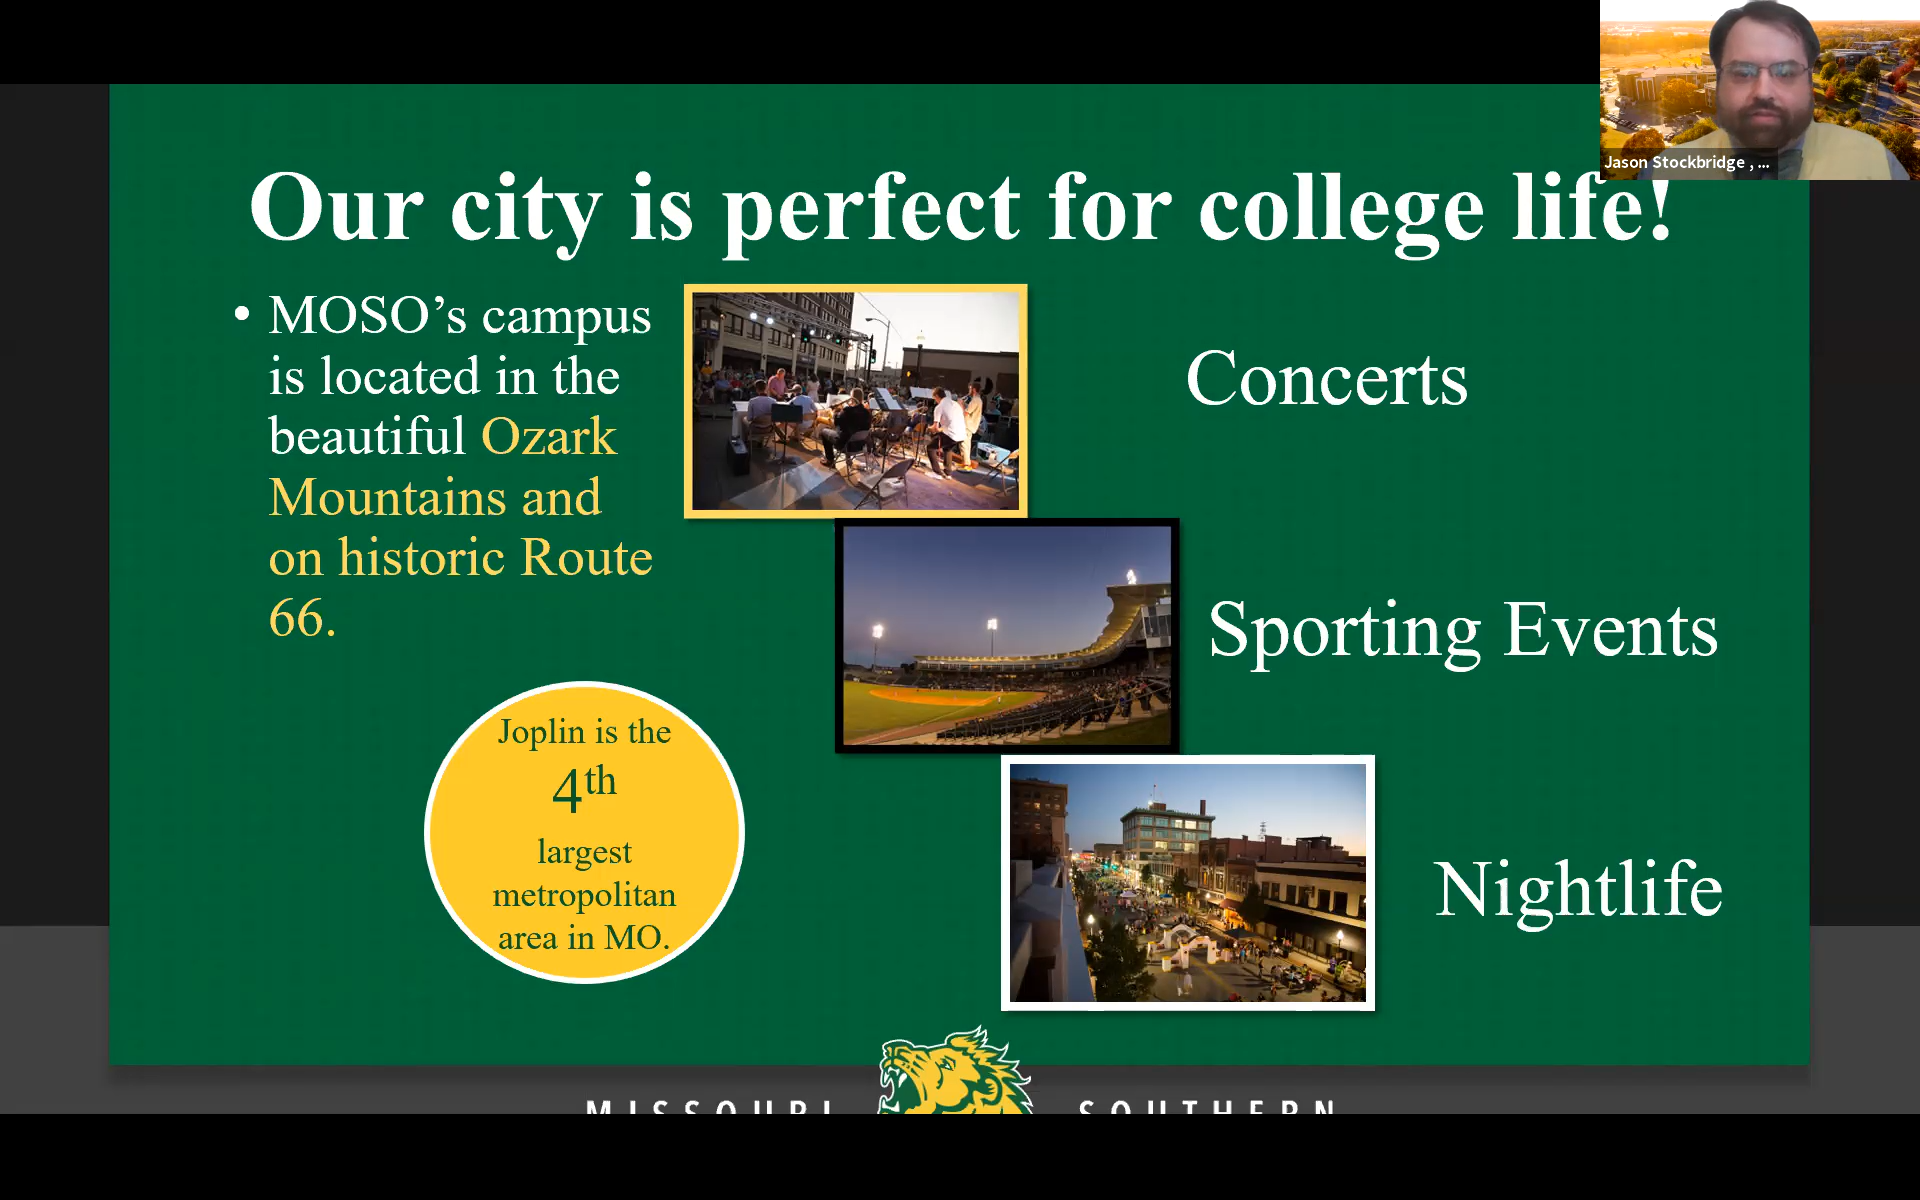 Jason Stockbridge , ...
Our city is perfect for college life!
• MOSO’s campus
is located in the
beautiful Ozark
Mountains and
on historic Route
66.
Concerts
Sporting Events
Nightlife
Joplin is the
4th
largest
metropolitan
area in MO.
MISSOURI SOUTHERN